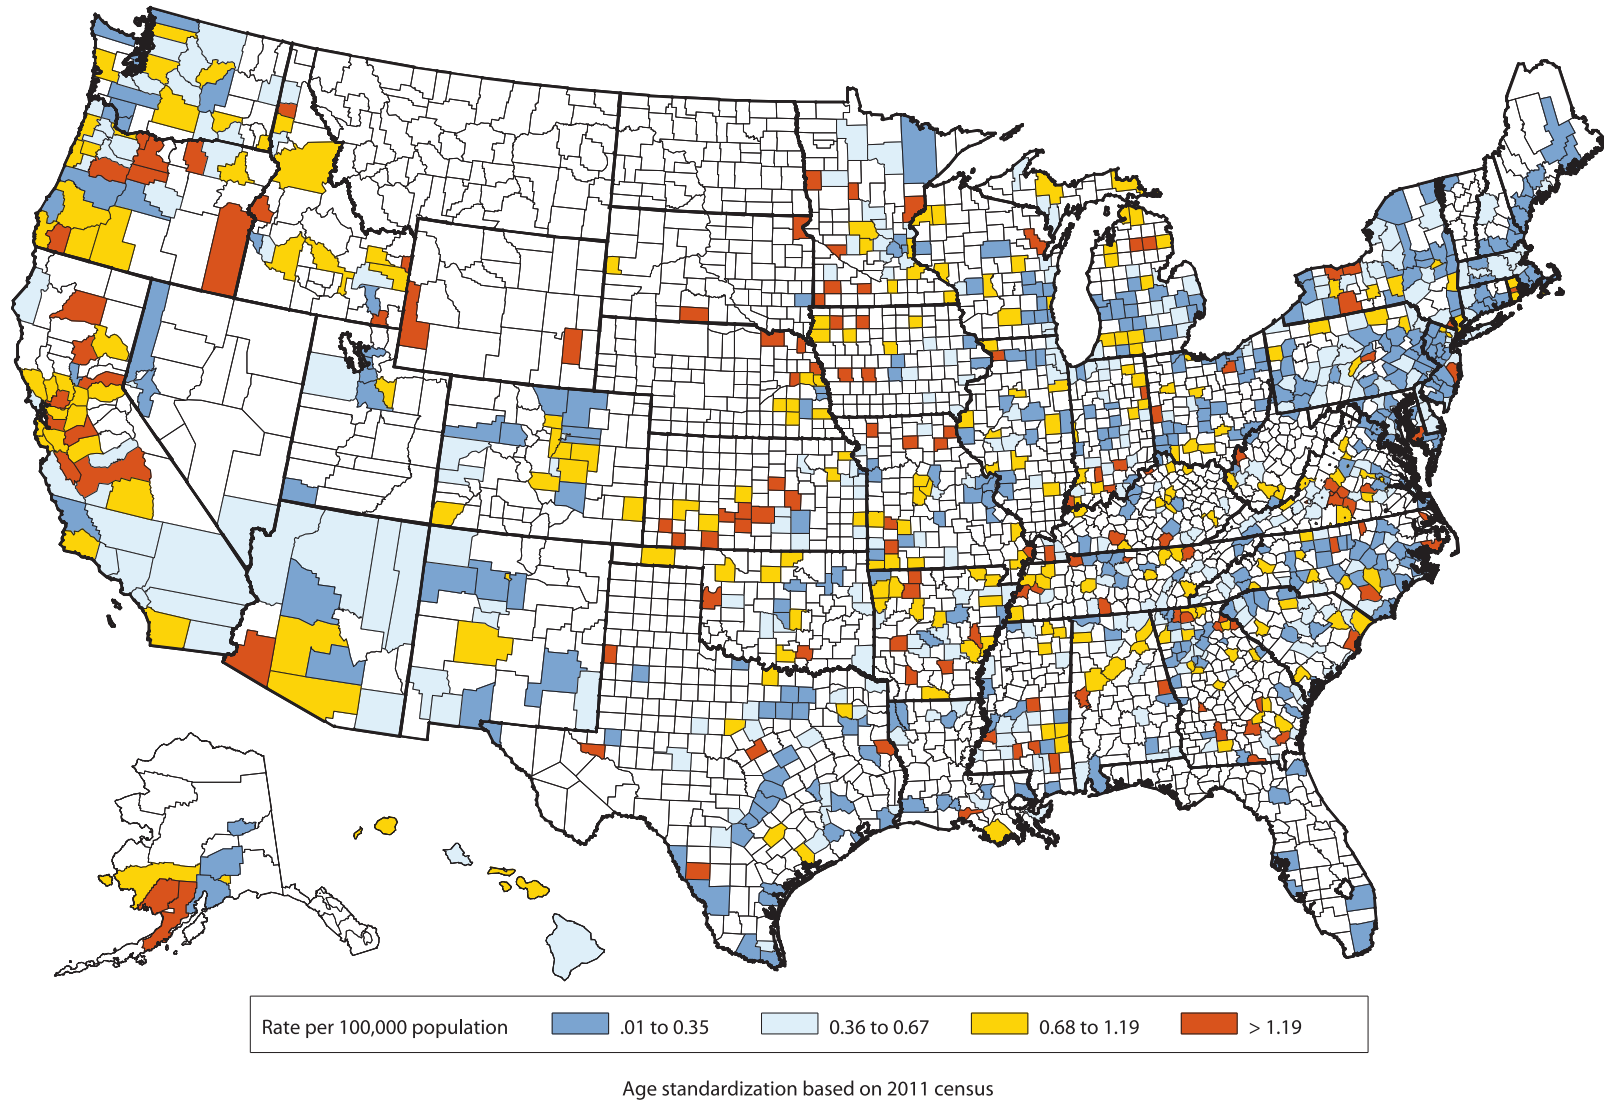 Rate per 100,000 population .01 to 0.35 0.36 to 0.67 0.68 to 1.19 > 1.19
Age standardization based on 2011 census